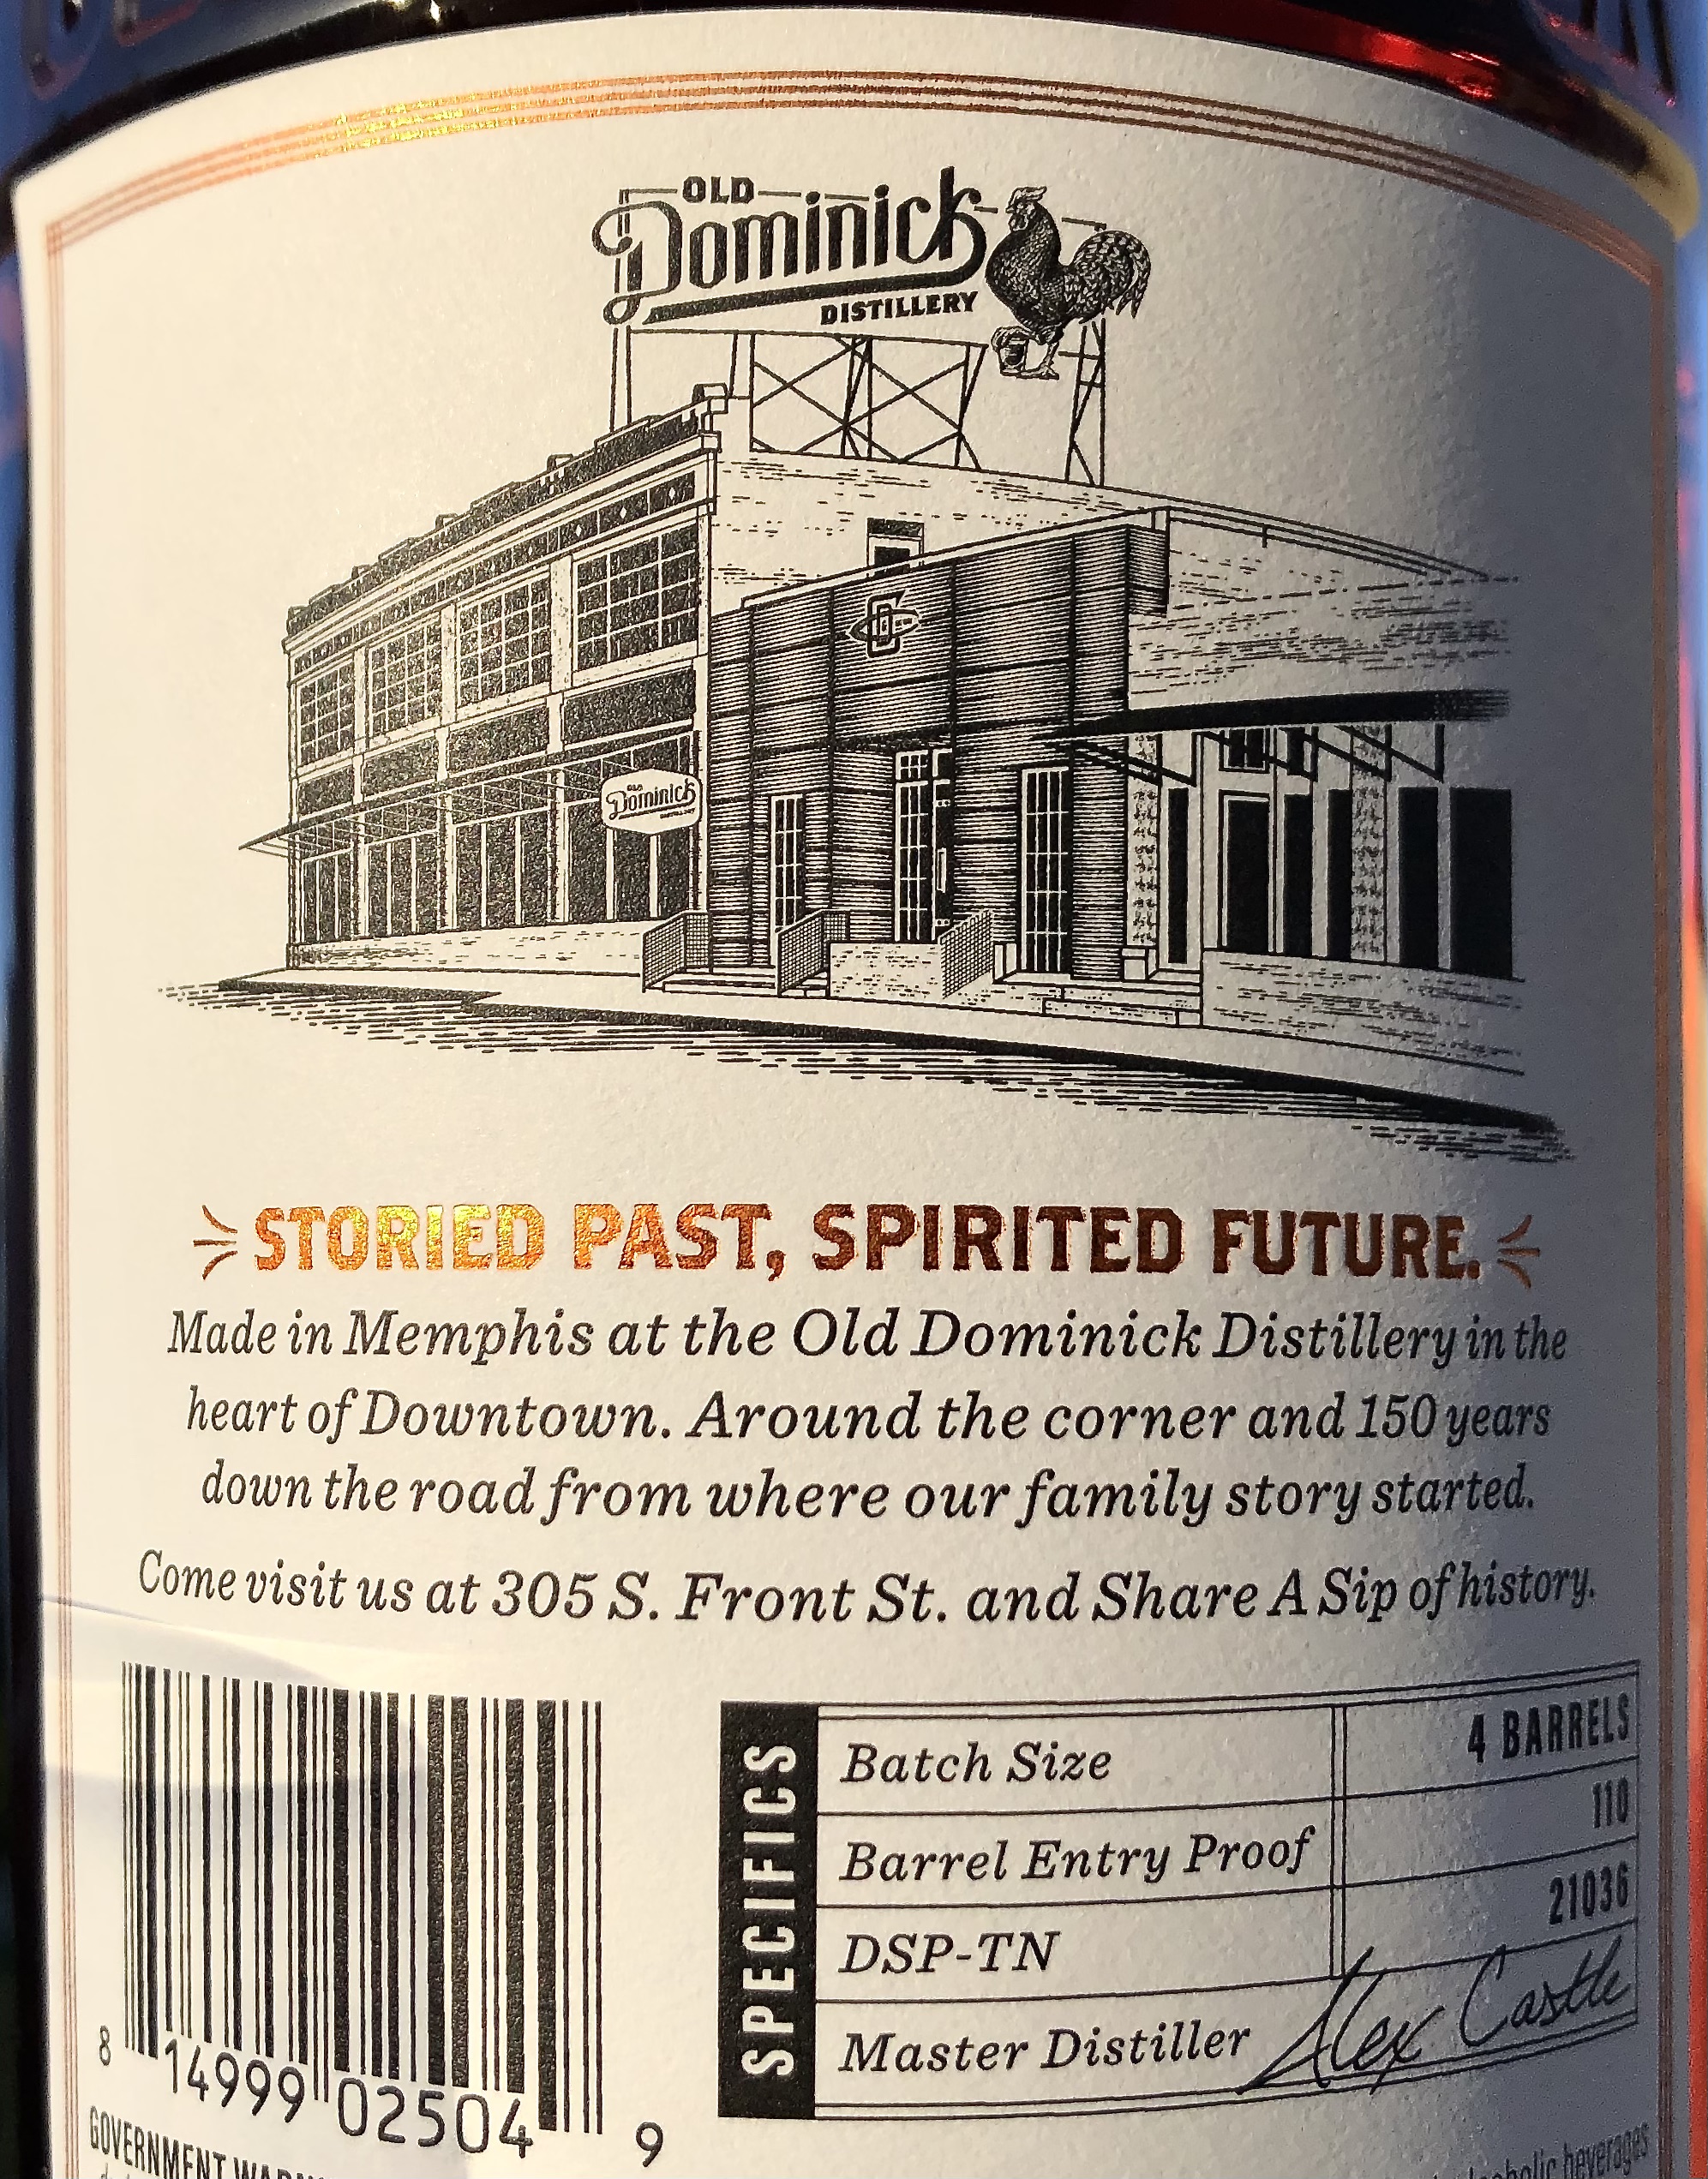 OLD
Dominick
DISTILLERY
OLD
Dominick
STORIED PAST, SPIRITED FUTURE.
Made in Memphis at the Old Dominick Distillery in the
heart of Downtown. Around the corner and 150 years
down the road from where our family story started.
Come visit us at 305 S. Front St. and Share A Sip of history.
SPECIFICS
Batch Size 4 BARRELS
Barrel Entry Proof 110
DSP-TN 21036
Master Distiller Alex Castle
8 14999 02504 9
GOVERNMENT
beverages